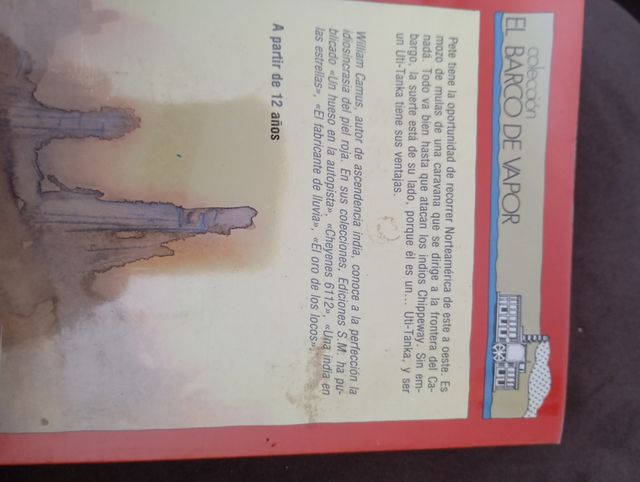 colección
EL BARCO DE VAPOR
Pete tiene la oportunidad de recorrer Norteamérica de este a oeste. Es
mozo de mulas de una caravana que se dirige a la frontera del Ca-
nadá. Todo va bien hasta que atacan los indios Chippeway. Sin em-
bargo, la suerte está de su lado, porque él es un... Uti-Tanka, y ser
un Uti-Tanka tiene sus ventajas.
William Camus, autor de ascendencia india, conoce a la perfección la
idiosincrasia del piel roja. En sus colecciones, Ediciones S.M. ha pu-
blicado «Un hueso en la autopista», «Cheyenes 6112», «Una india en
las estrellas», «El fabricante de lluvia», «El oro de los locos».
A partir de 12 años